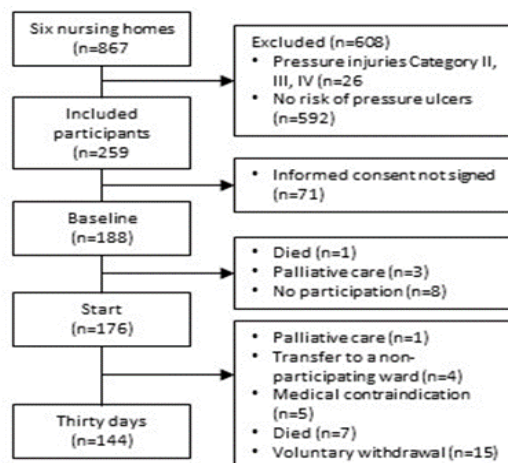 Six nursing homes
(n=867
Excluded (n=608)
• Pressure injuries Category II,
III, IV (n=26
• No risk of pressure ulcers
(n=592)
Included
participants
(n=259
• Informed consent not signed
(n=71)
Baseline
(n=188)
• Died (n=1)
• Palliative care (n=3)
• No participation (n=8)
Start
(n=176)
• Palliative care (n=1)
• Transfer to a non-
participating ward (n=4)
• Medical contraindication
(n=5)
• Died (n=7)
• Voluntary withdrawal (n=15)
Thirty days
(n=144)